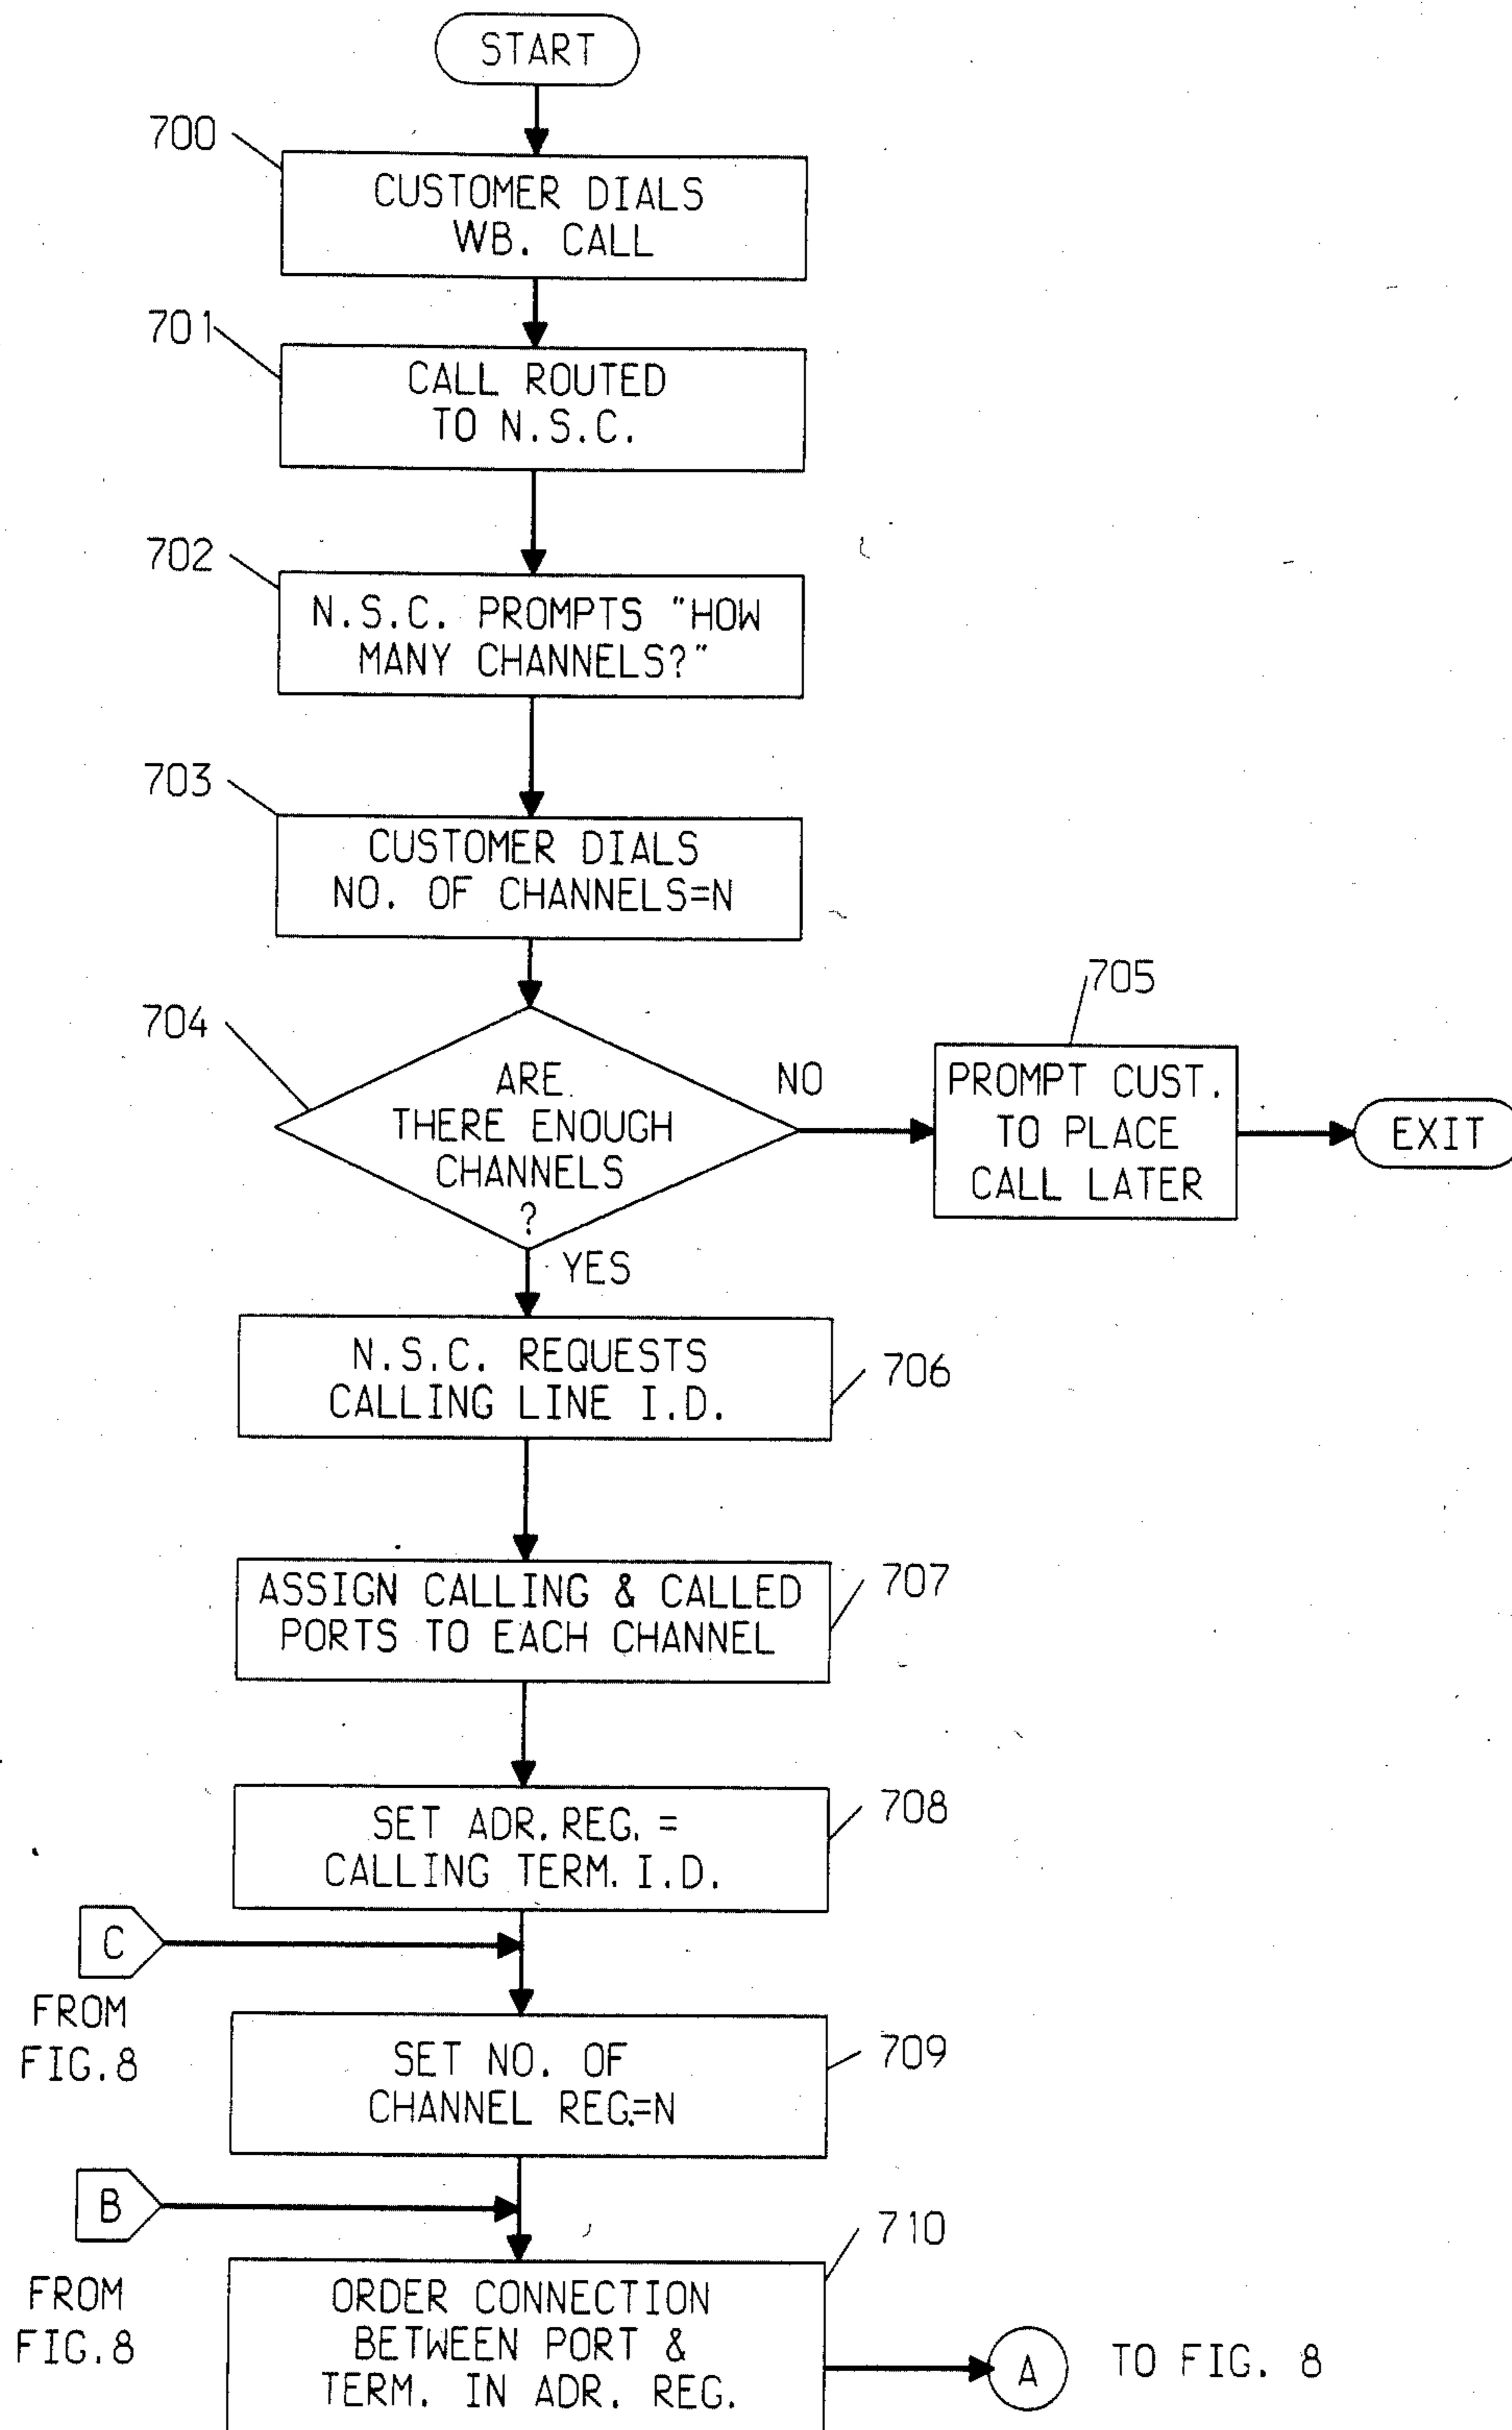 START
700
CUSTOMER DIALS
WB. CALL
701
CALL ROUTED
TO N.S.C.
702
N.S.C. PROMPTS "HOW
MANY CHANNELS?"
703
CUSTOMER DIALS
NO. OF CHANNELS=N
704
ARE
THERE ENOUGH
CHANNELS
?
NO
705
PROMPT CUST.
TO PLACE
CALL LATER
EXIT
YES
N.S.C. REQUESTS
CALLING LINE I.D.
706
ASSIGN CALLING & CALLED
PORTS TO EACH CHANNEL
707
SET ADR. REG. =
CALLING TERM. I.D.
708
C
FROM
FIG.8
SET NO. OF
CHANNEL REG.=N
709
B
FROM
FIG.8
710
ORDER CONNECTION
BETWEEN PORT &
TERM. IN ADR. REG.
A
TO FIG. 8